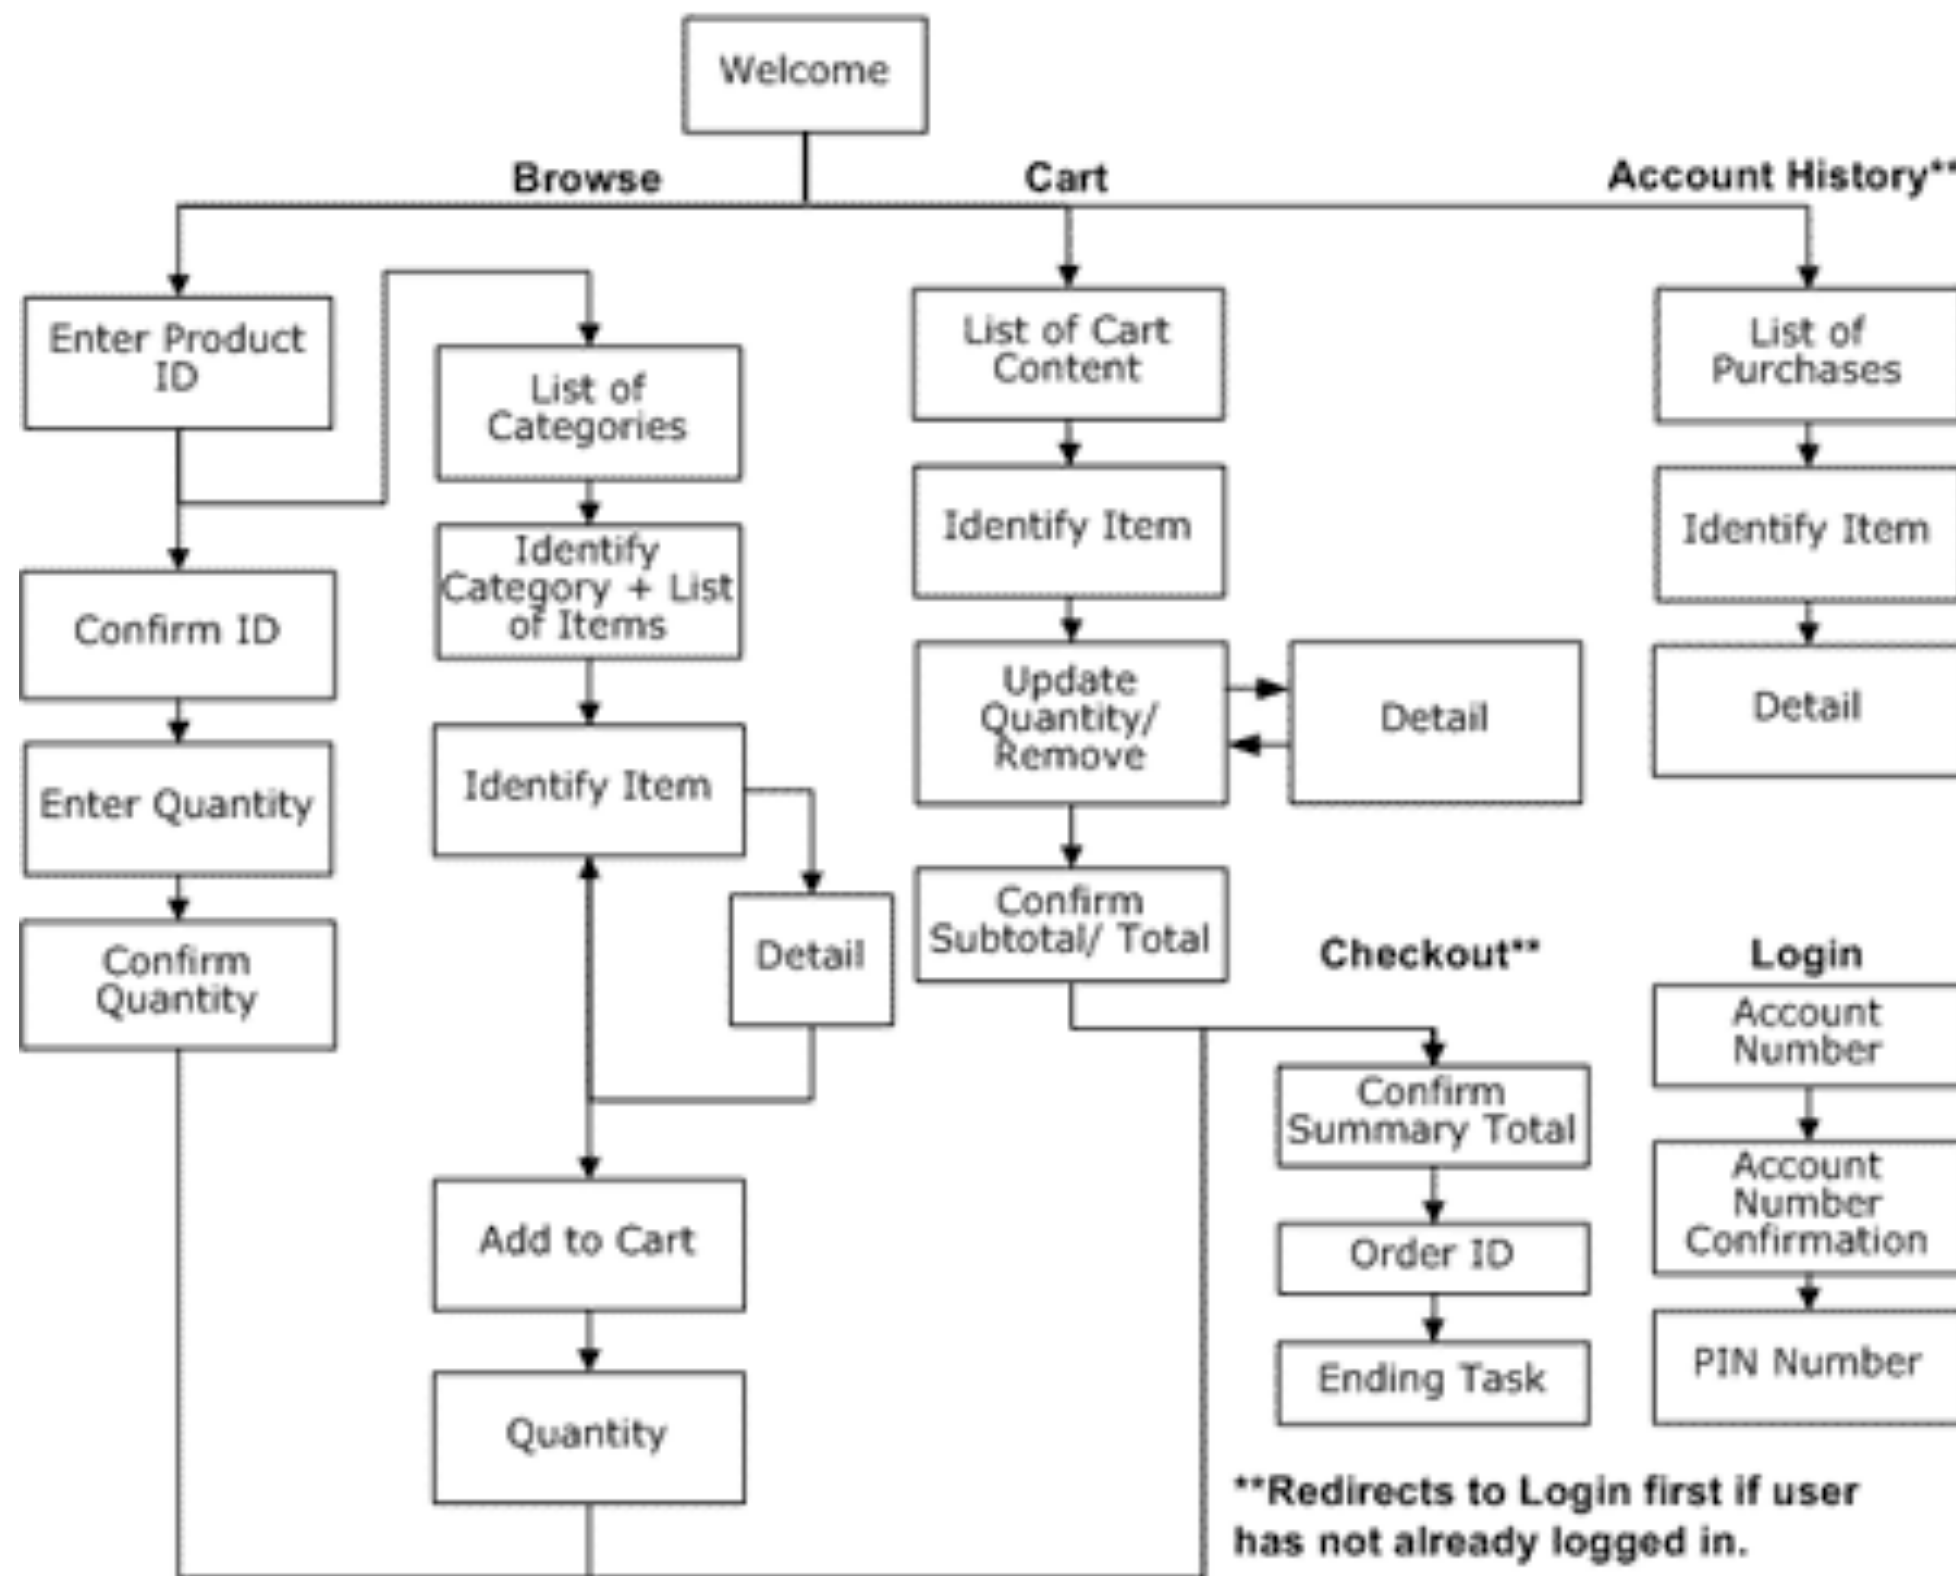 Welcome
Browse
Cart
Account History**
Enter Product
ID
List of
Categories
List of Cart
Content
List of
Purchases
Identify
Category + List
of Items
Identify Item
Identify Item
Confirm ID
Update
Quantity/
Remove
Detail
Detail
Enter Quantity
Identify Item
Confirm
Quantity
Detail
Confirm
Subtotal/ Total
Checkout**
Login
Confirm
Summary Total
Account
Number
Add to Cart
Order ID
Account
Number
Confirmation
Quantity
Ending Task
PIN Number
**Redirects to Login first if user
has not already logged in.